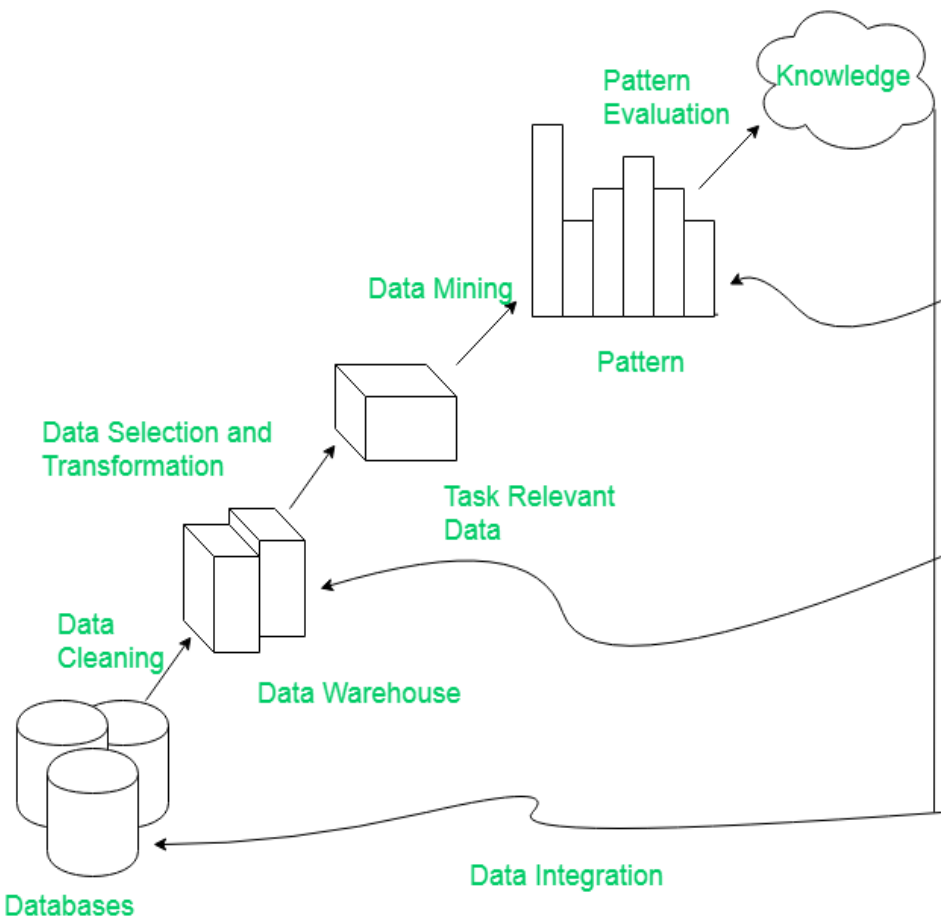 Knowledge
Pattern
Evaluation
Data Mining
Pattern
Data Selection and
Transformation
Task Relevant
Data
Data
Cleaning
Data Warehouse
Data Integration
Databases